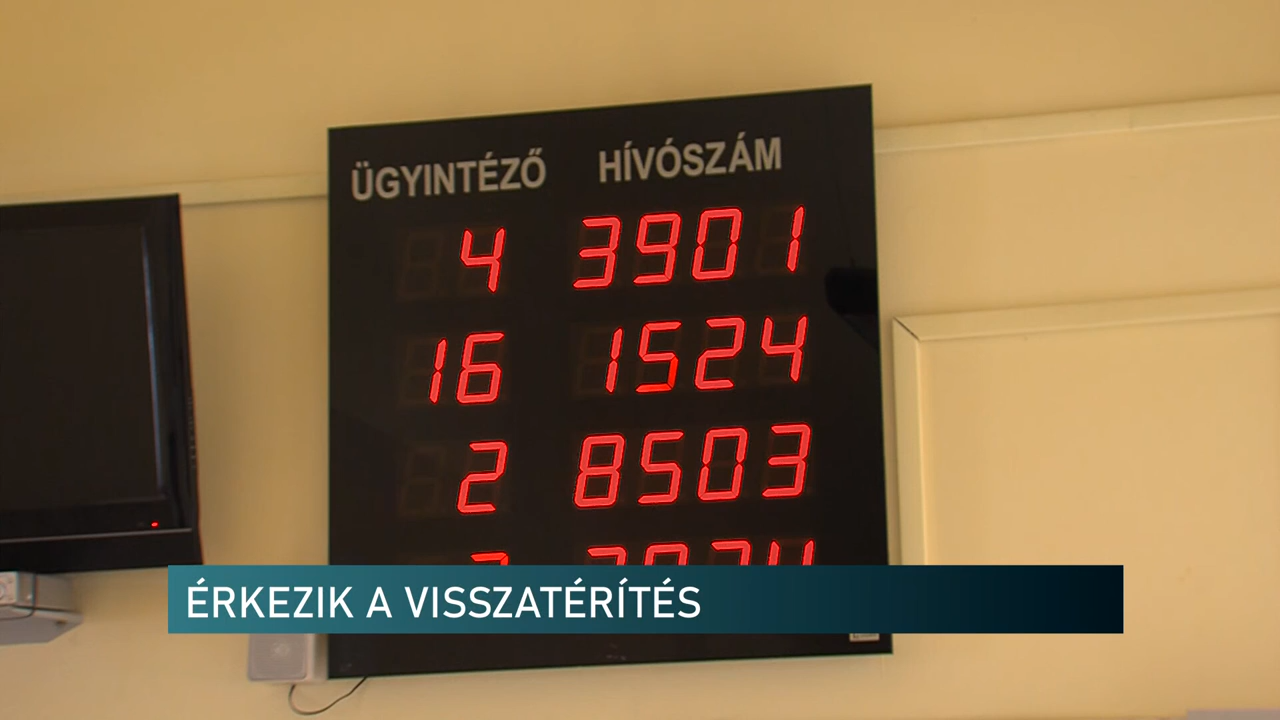 ÜGYINTÉZŐ HÍVÓSZÁM
4 3901
16 1524
2 8503
ÉRKEZIK A VISSZATÉRÍTÉS